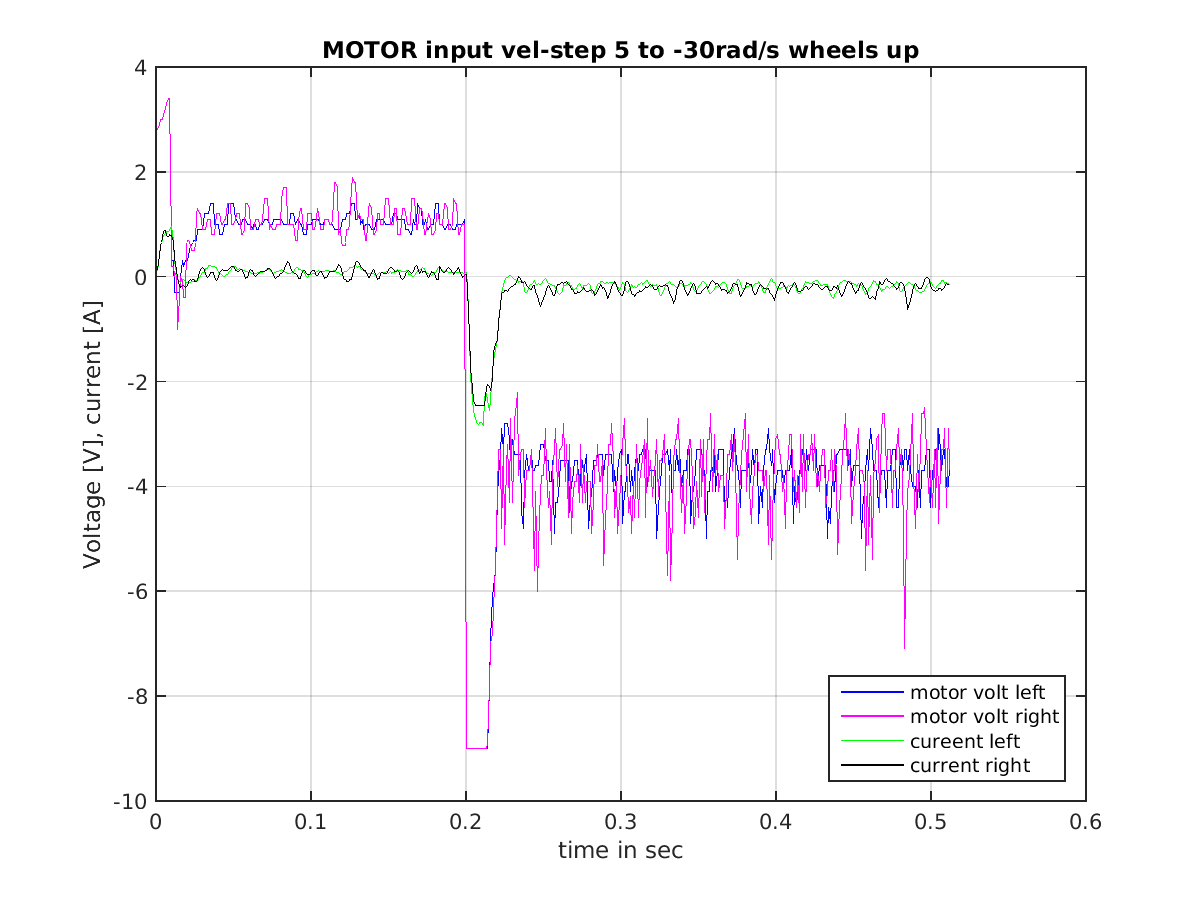 MOTOR input vel-step 5 to -30rad/s wheels up
Voltage [V], current [A]
4
2
0
-2
-4
-6
-8
-10
motor volt left
motor volt right
cureent left
current right
0 0.1 0.2 0.3 0.4 0.5 0.6
time in sec